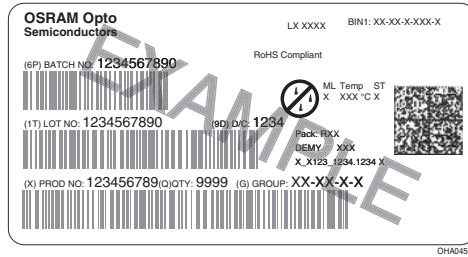 OSRAM Opto
Semiconductors
LX XXXX
BIN1: XX-XX-X-XXX-X
RoHS Compliant
(6P) BATCH NO: 1234567890
ML Temp ST
X XXX °C X
(1T) LOT NO: 1234567890 (9D) D/C: 1234
Pack: RXX
DEMY XXX
X_X123_1234.1234 X
(X) PROD NO: 123456789(Q)QTY: 9999 (G) GROUP: XX-XX-X-X
EXAMPLE
OHA045